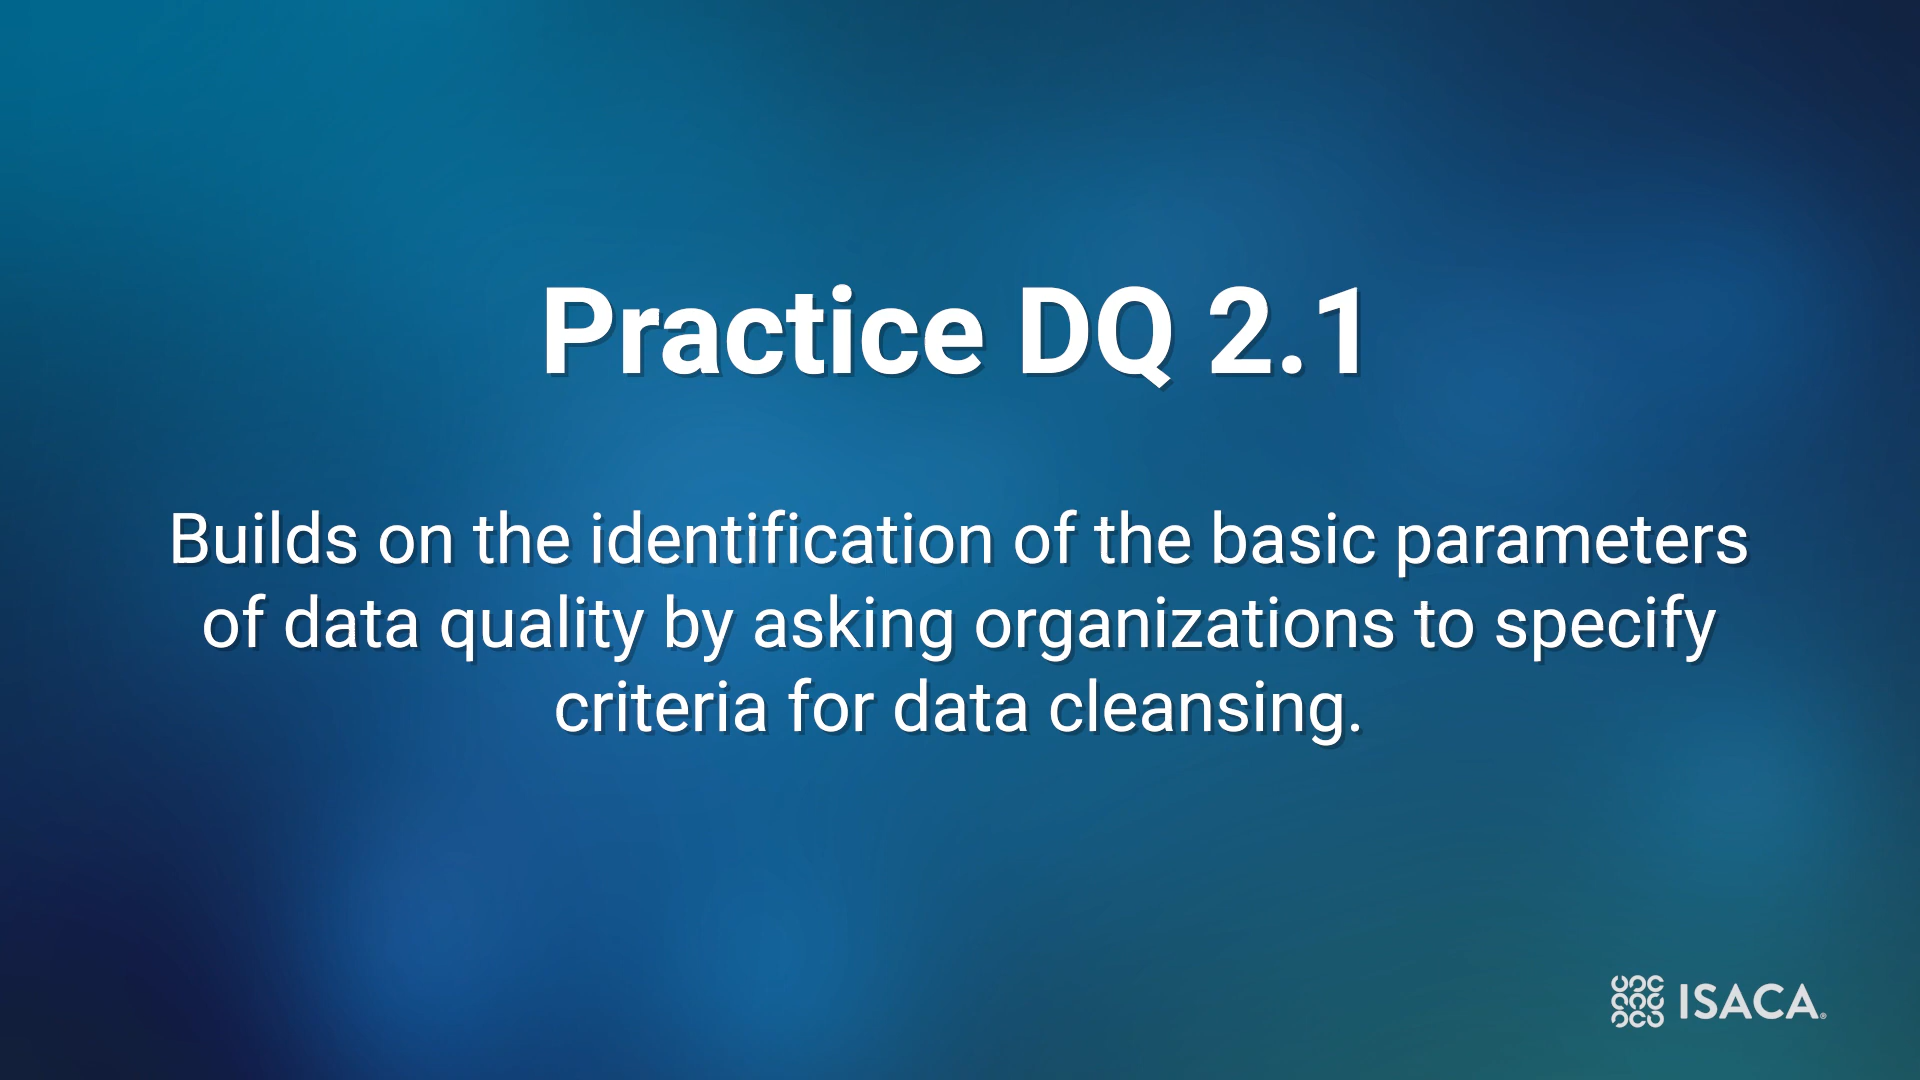 Practice DQ 2.1
Builds on the identification of the basic parameters
of data quality by asking organizations to specify
criteria for data cleansing.
ISACA®